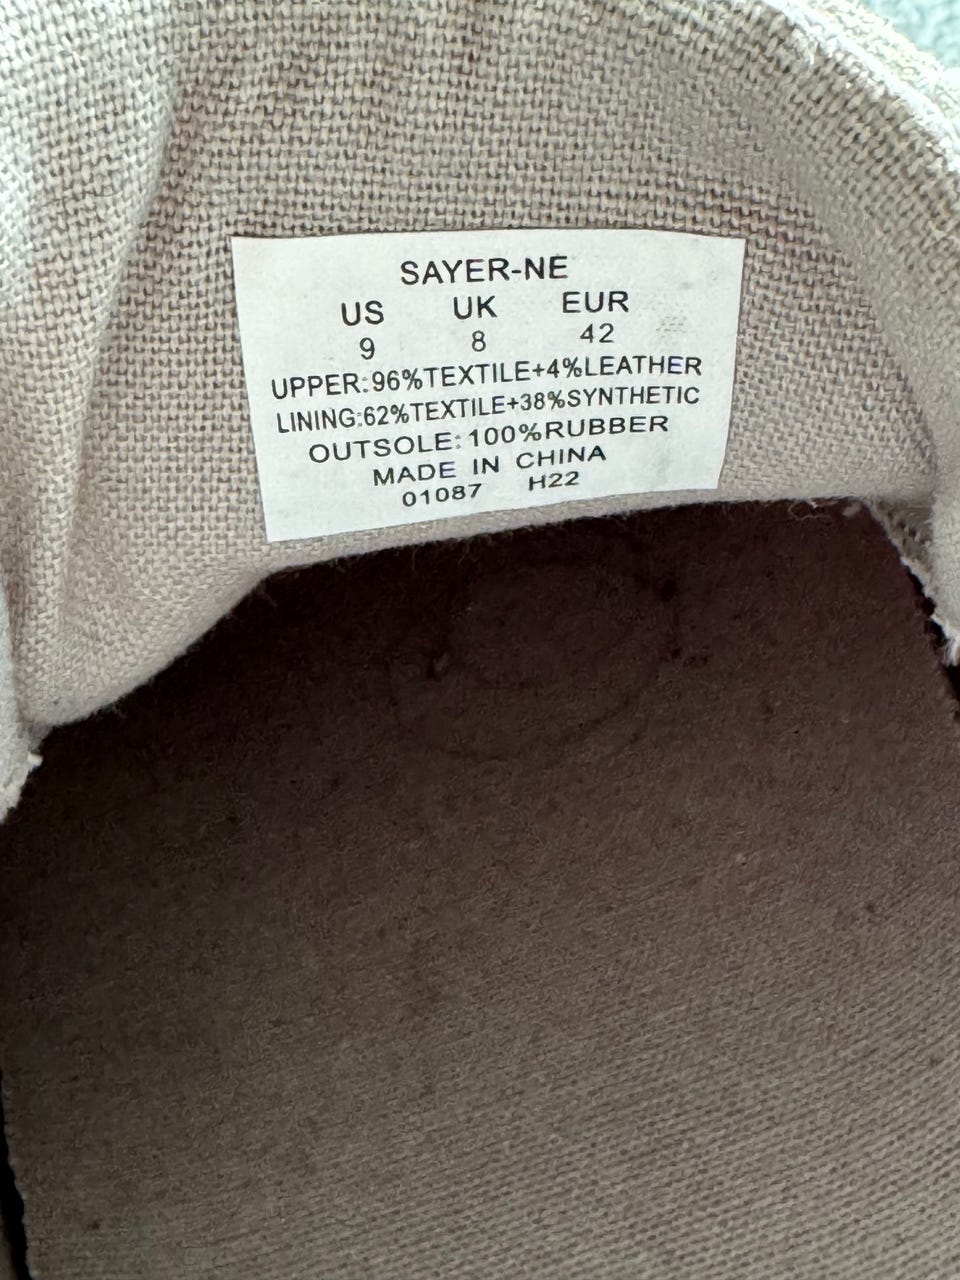 SAYER-NE
US UK EUR
9 8 42
UPPER:96%TEXTILE+4%LEATHER
LINING:62%TEXTILE+38%SYNTHETIC
OUTSOLE:100%RUBBER
MADE IN CHINA
01087 H22